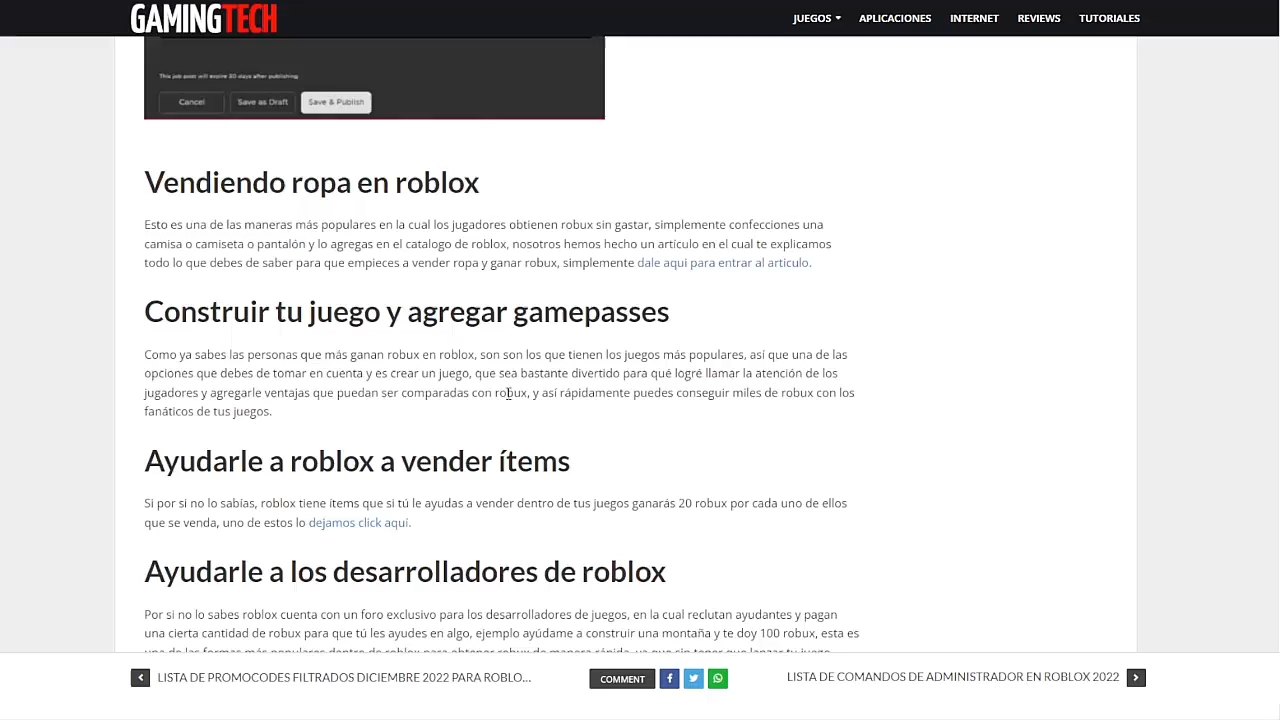 GAMINGTECH
JUEGOS
APLICACIONES
INTERNET
REVIEWS
TUTORIALES
This job post will expire 30 days after publishing
Cancel
Save as Draft
Save & Publish
Vendiendo ropa en roblox
Esto es una de las maneras más populares en la cual los jugadores obtienen robux sin gastar, simplemente confecciones una
camisa o camiseta o pantalón y lo agregas en el catalogo de roblox, nosotros hemos hecho un artículo en el cual te explicamos
todo lo que debes de saber para que empieces a vender ropa y ganar robux, simplemente dale aqui para entrar al articulo.
Construir tu juego y agregar gamepasses
Como ya sabes las personas que más ganan robux en roblox, son son los que tienen los juegos más populares, así que una de las
opciones que debes de tomar en cuenta y es crear un juego, que sea bastante divertido para qué logré llamar la atención de los
jugadores y agregarle ventajas que puedan ser comparadas con robux, y así rápidamente puedes conseguir miles de robux con los
fanáticos de tus juegos.
Ayudarle a roblox a vender ítems
Si por si no lo sabías, roblox tiene ítems que si tú le ayudas a vender dentro de tus juegos ganarás 20 robux por cada uno de ellos
que se venda, uno de estos lo dejamos click aquí.
Ayudarle a los desarrolladores de roblox
Por si no lo sabes roblox cuenta con un foro exclusivo para los desarrolladores de juegos, en la cual reclutan ayudantes y pagan
una cierta cantidad de robux para que tú les ayudes en algo, ejemplo ayúdame a construir una montaña y te doy 100 robux, esta es
una de las formas más populares dentro de roblox para obtener robux de manera rápida, ya que sin tener que lanzar tu juego
LISTA DE PROMOCODES FILTRADOS DICIEMBRE 2022 PARA ROBLO...
COMMENT
LISTA DE COMANDOS DE ADMINISTRADOR EN ROBLOX 2022